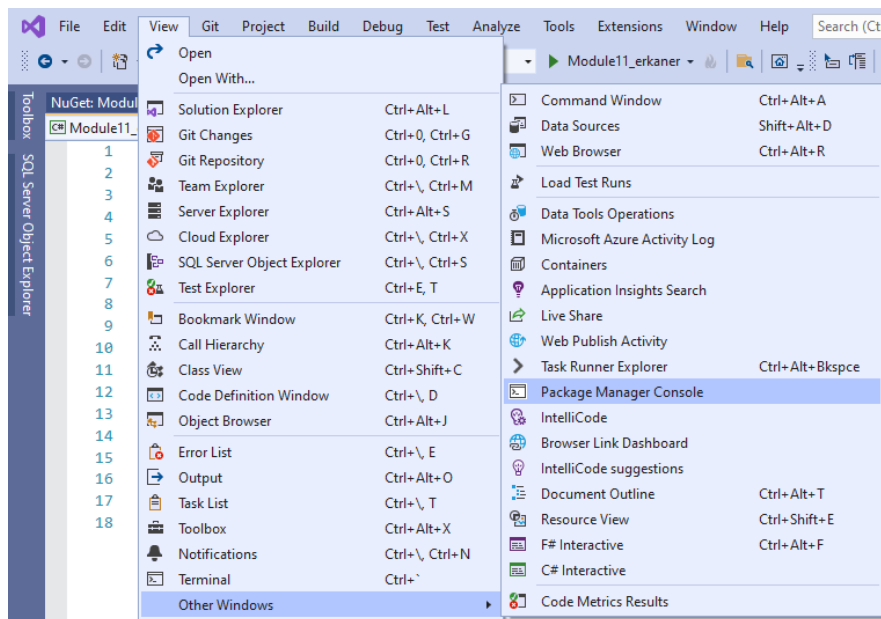 File Edit View Git Project Build Debug Test Analyze Tools Extensions Window Help Search (Ct
Module11_erkaner
Toolbox
SQL Server Object Explorer
NuGet: Modul
C# Module11_
1
2
3
4
5
6
7
8
9
10
11
12
13
14
15
16
17
18
Open
Open With...
Solution Explorer Ctrl+Alt+L
Git Changes Ctrl+0, Ctrl+G
Git Repository Ctrl+0, Ctrl+R
Team Explorer Ctrl+\, Ctrl+M
Server Explorer Ctrl+Alt+S
Cloud Explorer Ctrl+\, Ctrl+X
SQL Server Object Explorer Ctrl+\, Ctrl+S
Test Explorer Ctrl+E, T
Bookmark Window Ctrl+K, Ctrl+W
Call Hierarchy Ctrl+Alt+K
Class View Ctrl+Shift+C
Code Definition Window Ctrl+\, D
Object Browser Ctrl+Alt+J
Error List Ctrl+\, E
Output Ctrl+Alt+O
Task List Ctrl+\, T
Toolbox Ctrl+Alt+X
Notifications Ctrl+\, Ctrl+N
Terminal Ctrl+`
Other Windows
Command Window Ctrl+Alt+A
Data Sources Shift+Alt+D
Web Browser Ctrl+Alt+R
Load Test Runs
Data Tools Operations
Microsoft Azure Activity Log
Containers
Application Insights Search
Live Share
Web Publish Activity
Task Runner Explorer Ctrl+Alt+Bkspce
Package Manager Console
IntelliCode
Browser Link Dashboard
IntelliCode suggestions
Document Outline Ctrl+Alt+T
Resource View Ctrl+Shift+E
F# Interactive Ctrl+Alt+F
C# Interactive
Code Metrics Results